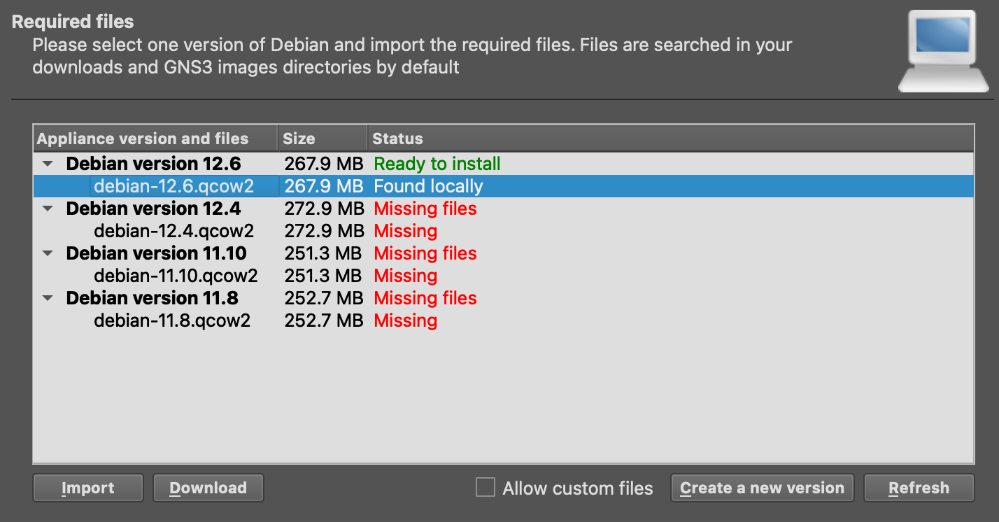 Required files
Please select one version of Debian and import the required files. Files are searched in your
downloads and GNS3 images directories by default
Appliance version and files Size Status
Debian version 12.6 267.9 MB Ready to install
debian-12.6.qcow2 267.9 MB Found locally
Debian version 12.4 272.9 MB Missing files
debian-12.4.qcow2 272.9 MB Missing
Debian version 11.10 251.3 MB Missing files
debian-11.10.qcow2 251.3 MB Missing
Debian version 11.8 252.7 MB Missing files
debian-11.8.qcow2 252.7 MB Missing
Import Download Allow custom files Create a new version Refresh